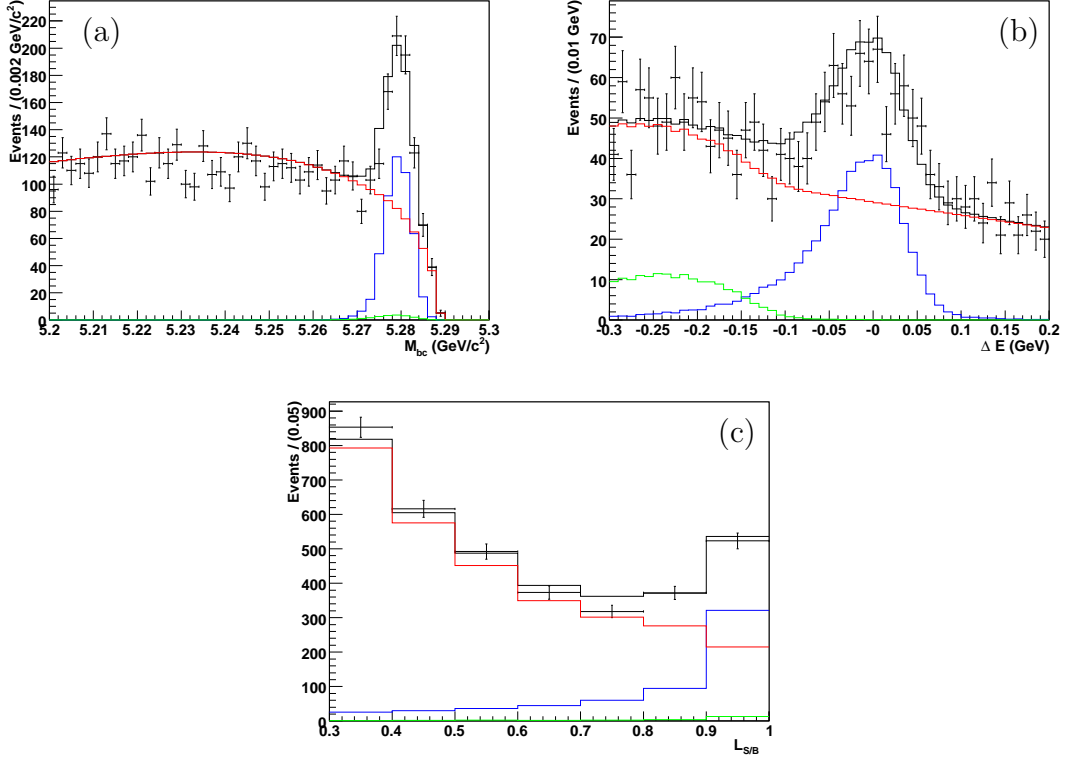 (a)
Events / (0.002 GeV/c²)
220
200
180
160
140
120
100
80
60
40
20
0
5.2 5.21 5.22 5.23 5.24 5.25 5.26 5.27 5.28 5.29 5.3
M_bc (GeV/c²)
(b)
Events / (0.01 GeV)
70
60
50
40
30
20
10
0
-0.3 -0.25 -0.2 -0.15 -0.1 -0.05 -0 0.05 0.1 0.15 0.2
Δ E (GeV)
(c)
Events / (0.05)
900
800
700
600
500
400
300
200
100
0
0.3 0.4 0.5 0.6 0.7 0.8 0.9 1
L_S/B